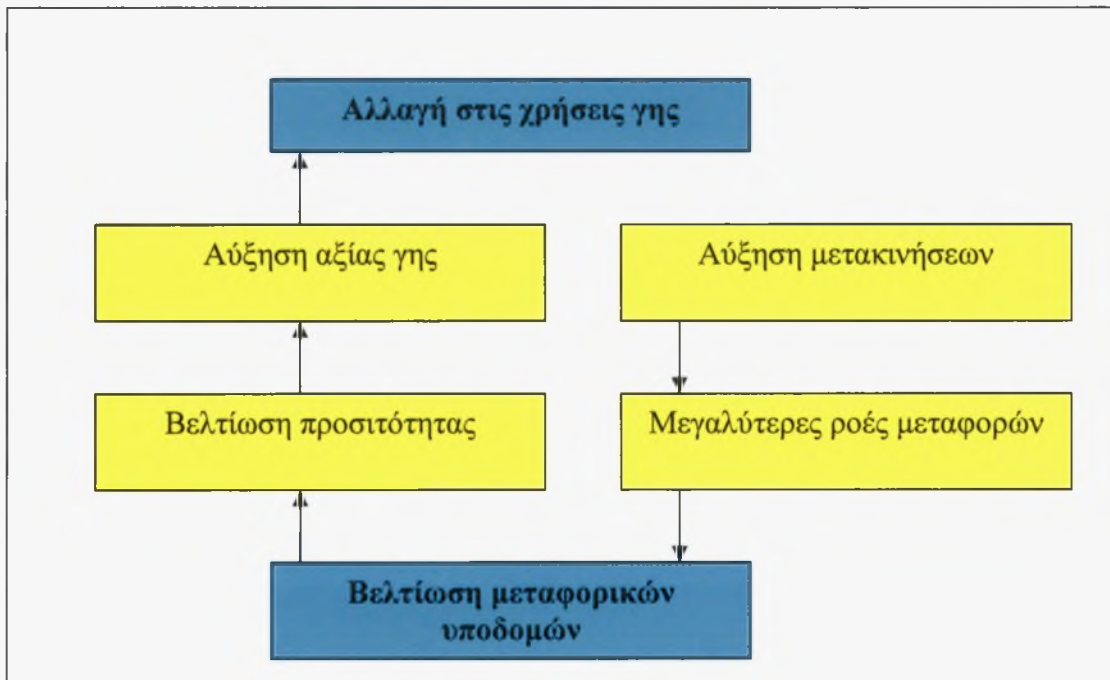 Αλλαγή στις χρήσεις γης
Αύξηση αξίας γης
Αύξηση μετακινήσεων
Βελτίωση προσιτότητας
Μεγαλύτερες ροές μεταφορών
Βελτίωση μεταφορικών
υποδομών